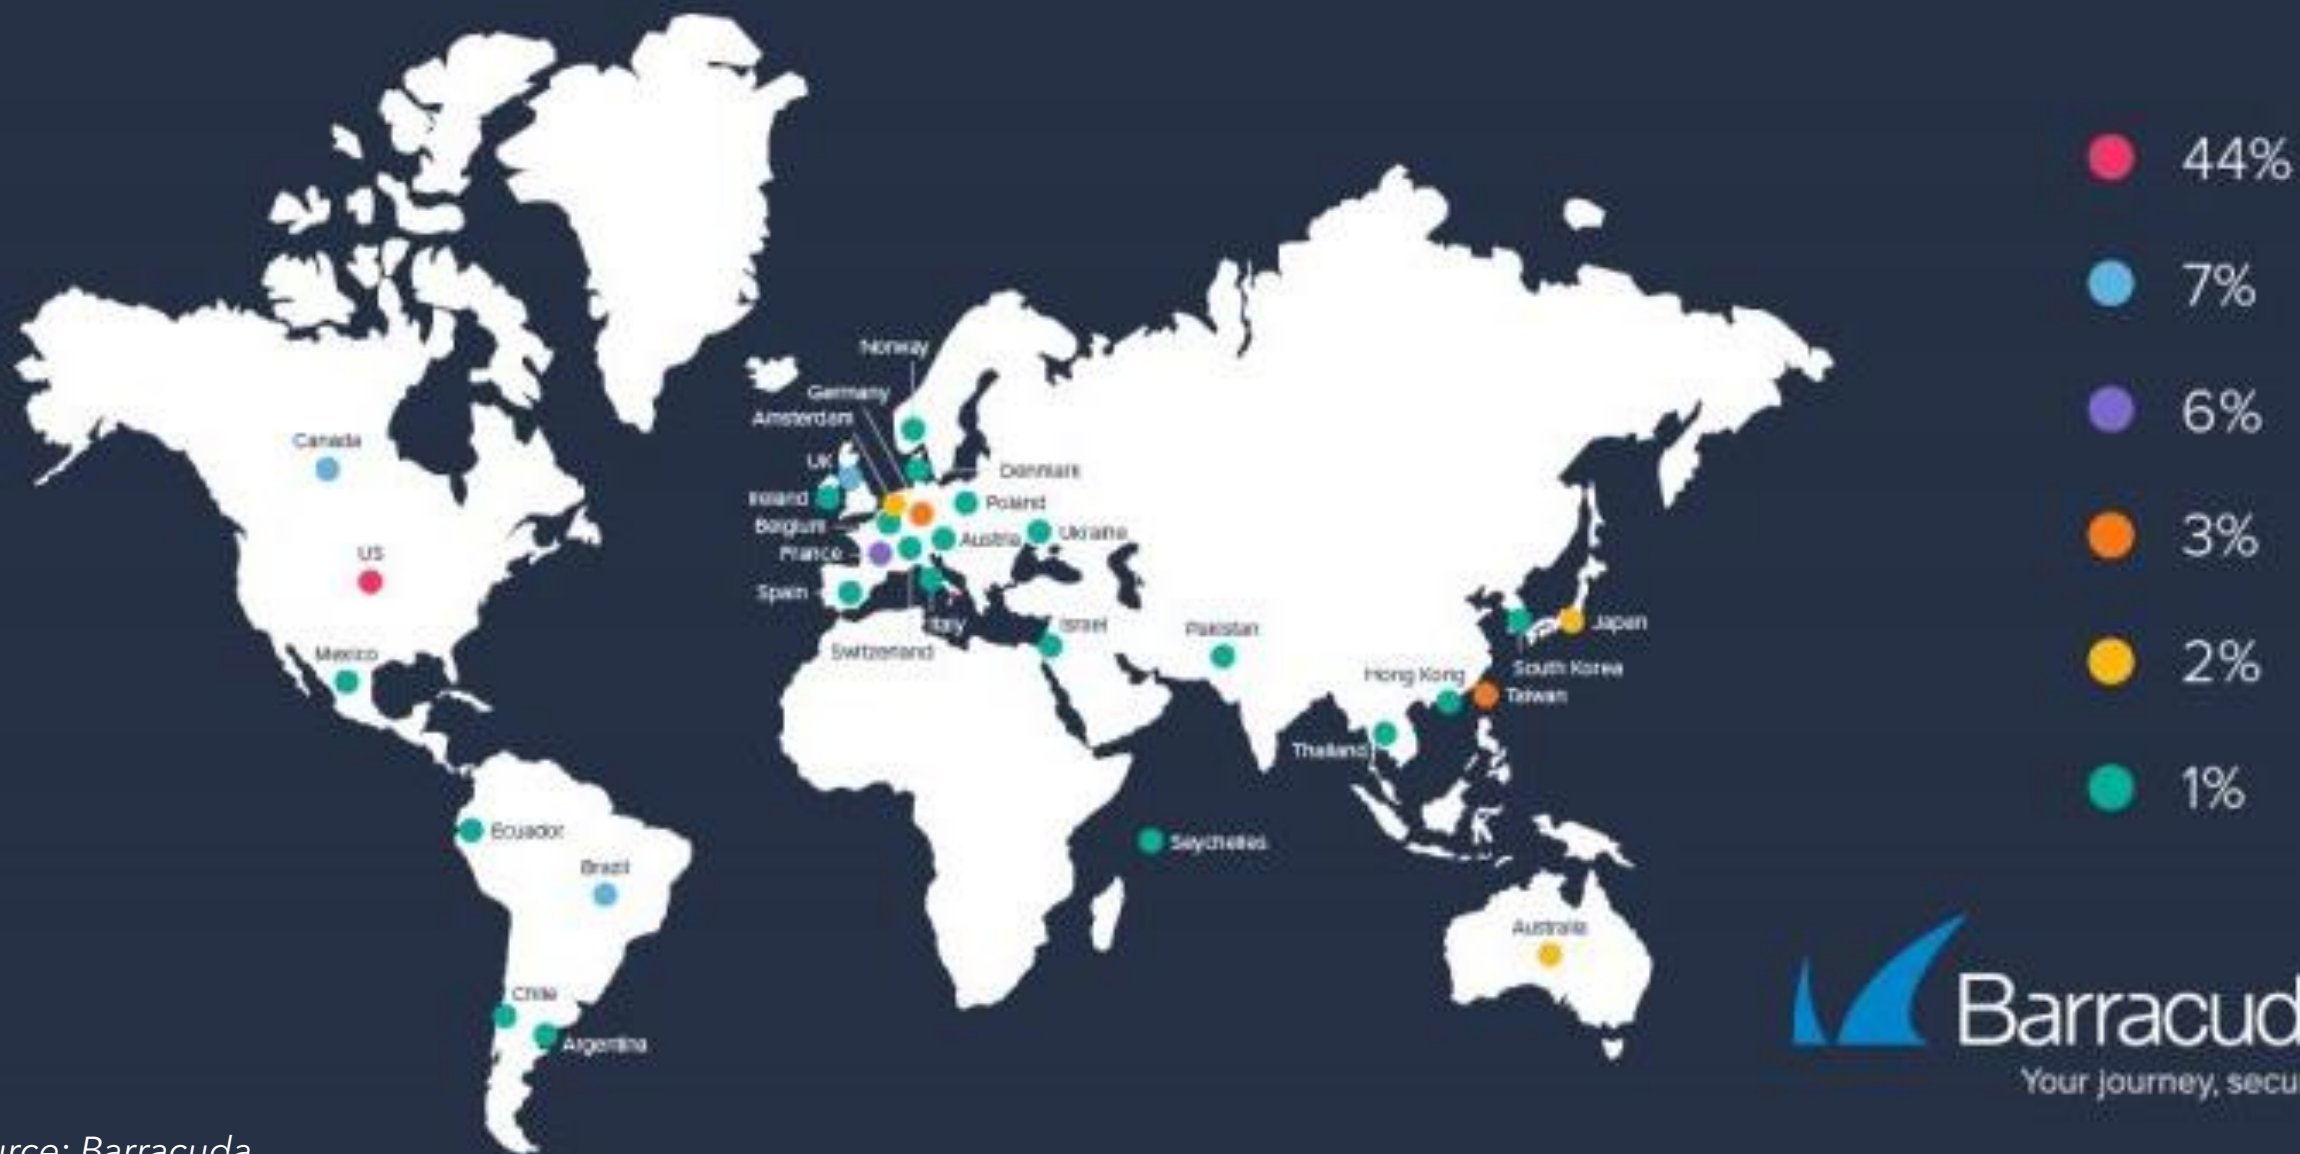 44%
7%
6%
3%
2%
1%
Norway
Germany
Amsterdam
UK
Ireland
Belgium
France
Spain
Denmark
Poland
Ukraine
Austria
Italy
Switzerland
Israel
Pakistan
Canada
US
Mexico
Ecuador
Brazil
Chile
Argentina
Seychelles
Hong Kong
Thailand
South Korea
Japan
Taiwan
Australia
Barracud
Your journey, secu
urce: Barracuda